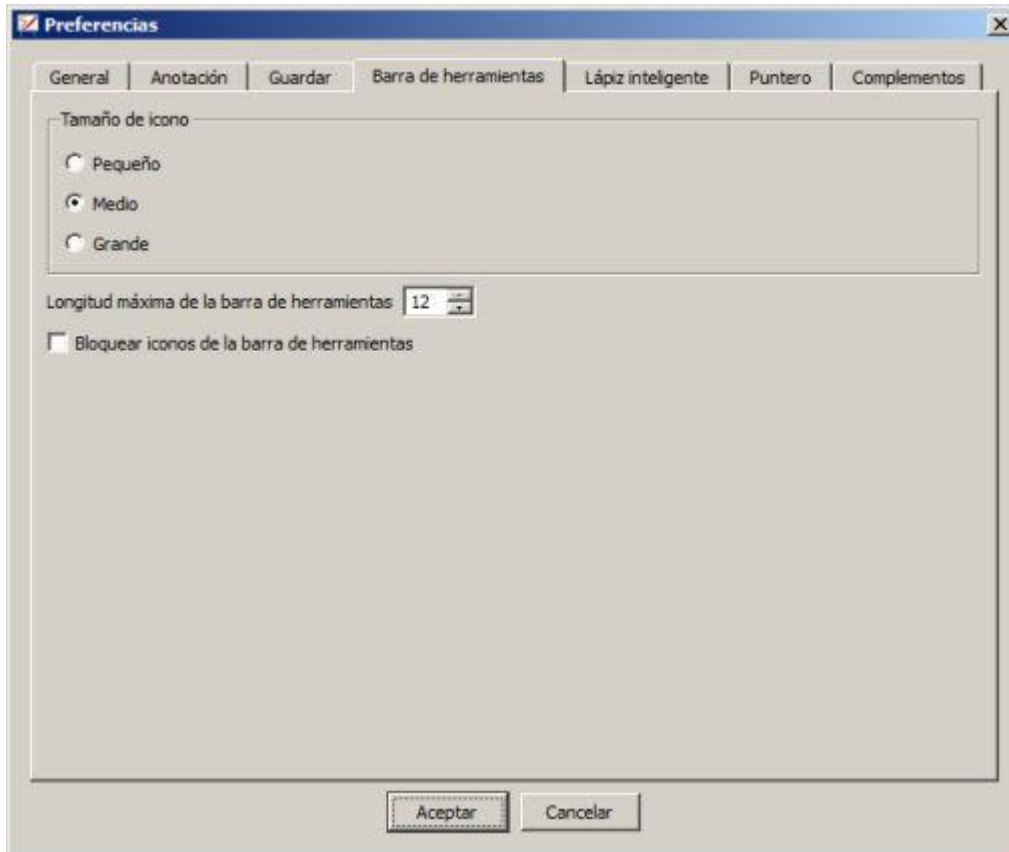 Preferencias
General Anotación Guardar Barra de herramientas Lápiz inteligente Puntero Complementos
Tamaño de icono
Pequeño
Medio
Grande
Longitud máxima de la barra de herramientas 12
Bloquear iconos de la barra de herramientas
Aceptar Cancelar